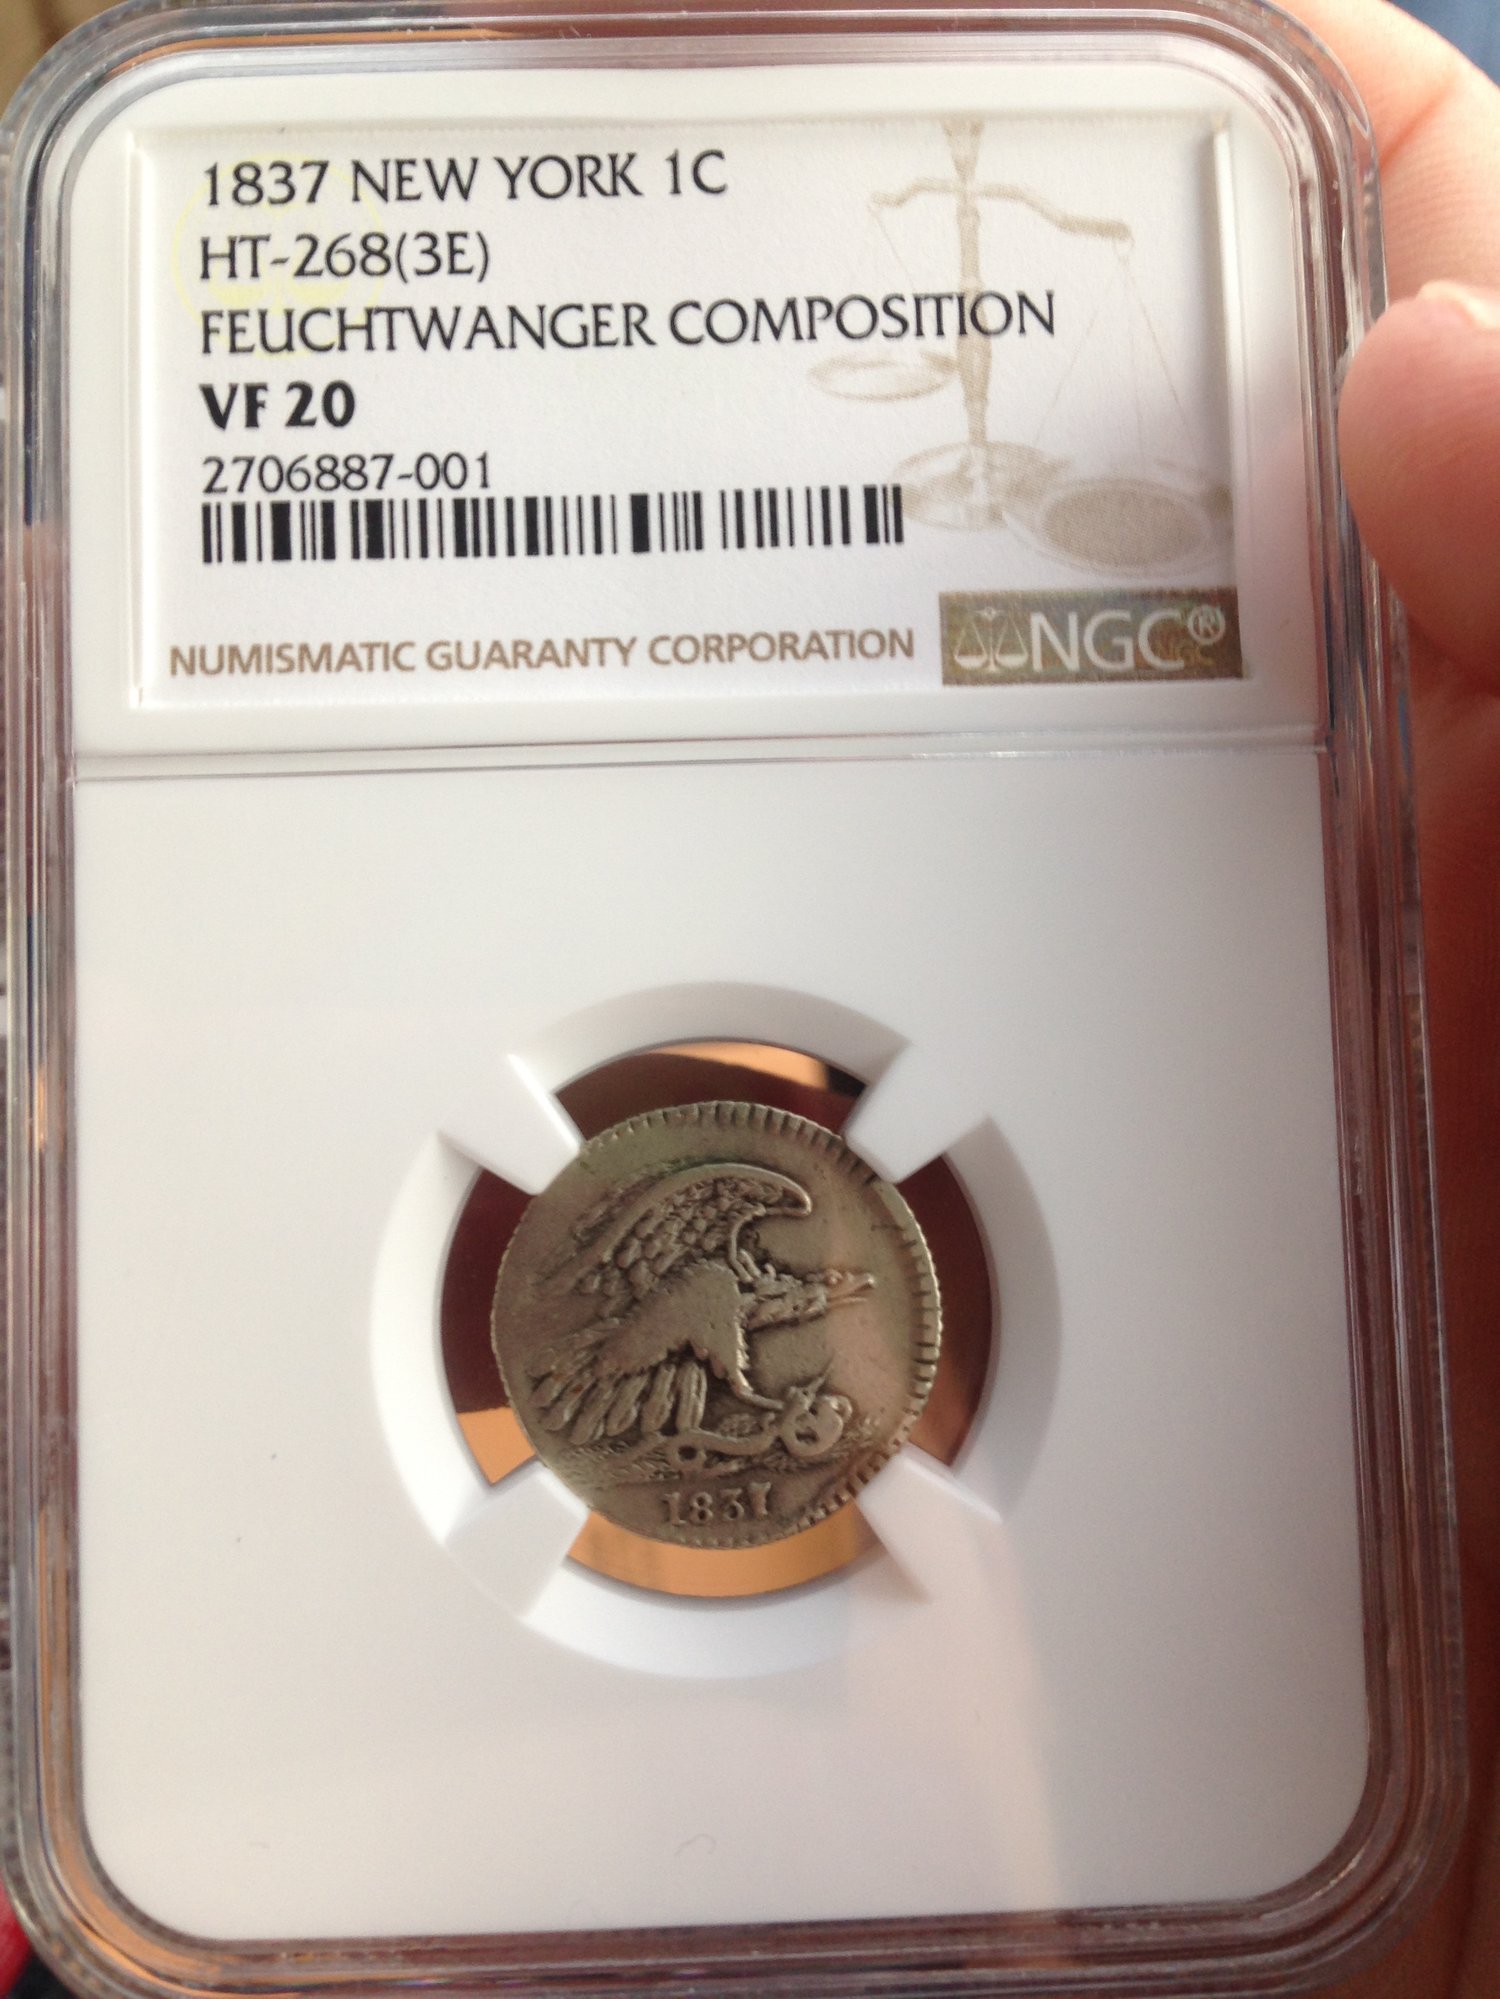 1837 NEW YORK 1C
HT-268(3E)
FEUCHTWANGER COMPOSITION
VF 20
2706887-001
NUMISMATIC GUARANTY CORPORATION
NGC®
1837